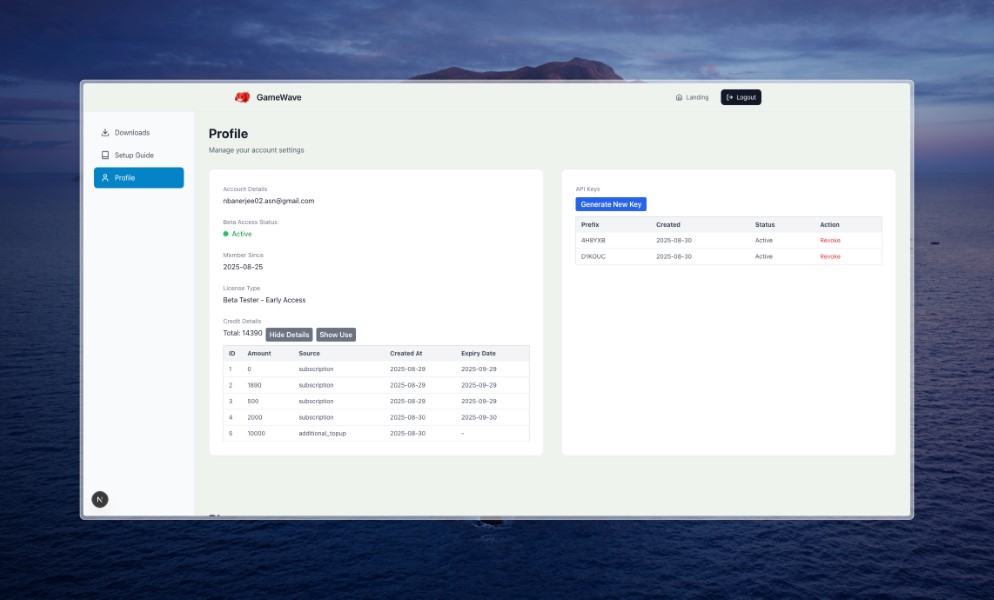 GameWave
Landing
Logout
Downloads
Setup Guide
Profile
Profile
Manage your account settings
Account Details
nbanerjee02.asn@gmail.com
Beta Access Status
Active
Member Since
2025-08-25
License Type
Beta Tester - Early Access
Credit Details
Total: 14390 Hide Details Show Use
ID Amount Source Created At Expiry Date
1 0 subscription 2025-08-29 2025-09-29
2 1890 subscription 2025-08-29 2025-09-29
3 500 subscription 2025-08-29 2025-09-29
4 2000 subscription 2025-08-30 2025-09-30
5 10000 additional_topup 2025-08-30 -
API Keys
Generate New Key
Prefix Created Status Action
2025-08-30 Active Revoke
2025-08-30 Active Revoke
N